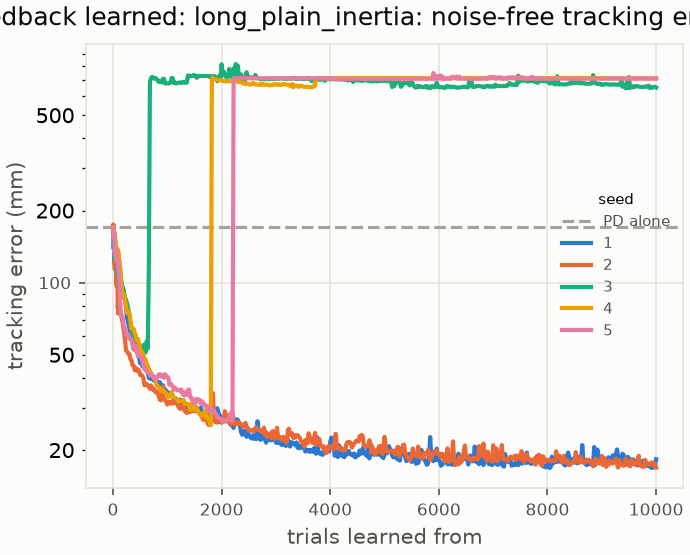 edback learned: long_plain_inertia: noise-free tracking er
tracking error (mm)
500
200
100
50
20
seed
PD alone
1
2
3
4
5
0 2000 4000 6000 8000 10000
trials learned from